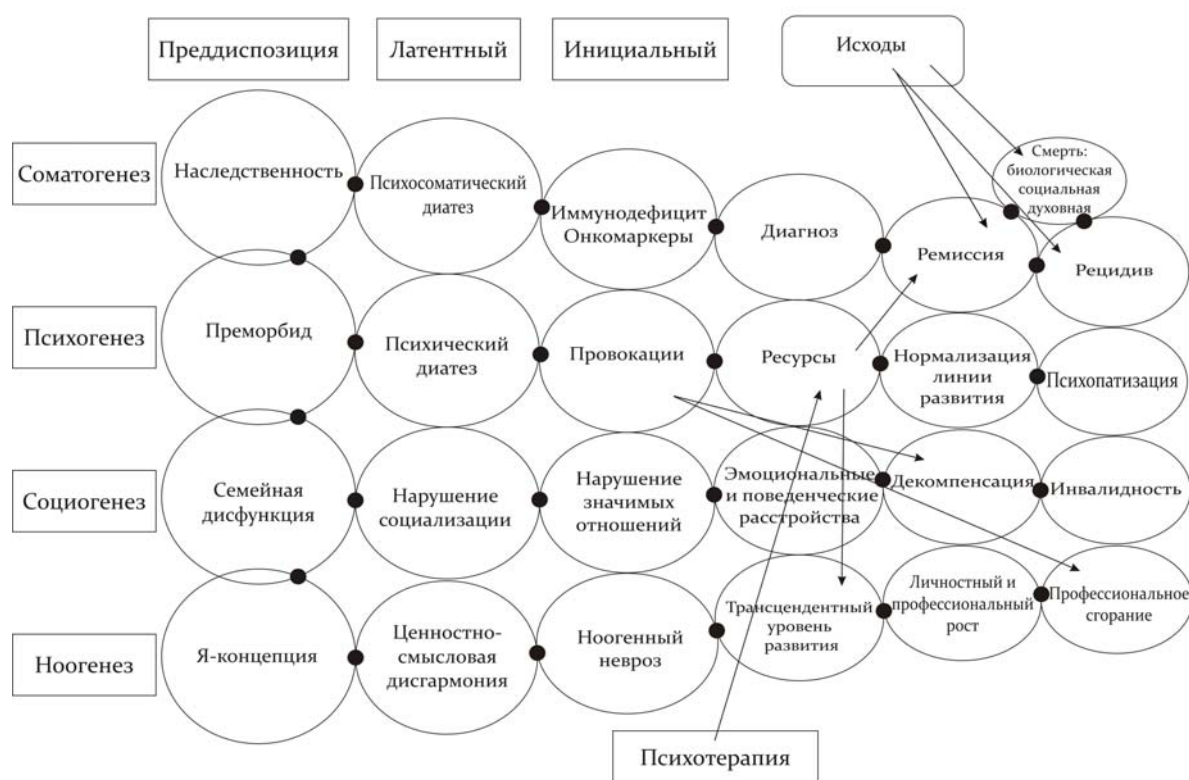 Преддиспозиция
Латентный
Инициальный
Исходы
Соматогенез
Наследственность
Психосоматический
диатез
Иммунодефицит
Онкомаркеры
Диагноз
Ремиссия
Смерть:
биологическая
социальная
духовная
Рецидив
Психогенез
Преморбид
Психический
диатез
Провокации
Ресурсы
Нормализация
линии
развития
Психопатизация
Социогенез
Семейная
дисфункция
Нарушение
социализации
Нарушение
значимых
отношений
Эмоциональные
и поведенческие
расстройства
Декомпенсация
Инвалидность
Ноогенез
Я-концепция
Ценностно-
смысловая
дисгармония
Ноогенный
невроз
Трансцендентный
уровень
развития
Личностный и
профессиональный
рост
Профессиональное
сгорание
Психотерапия